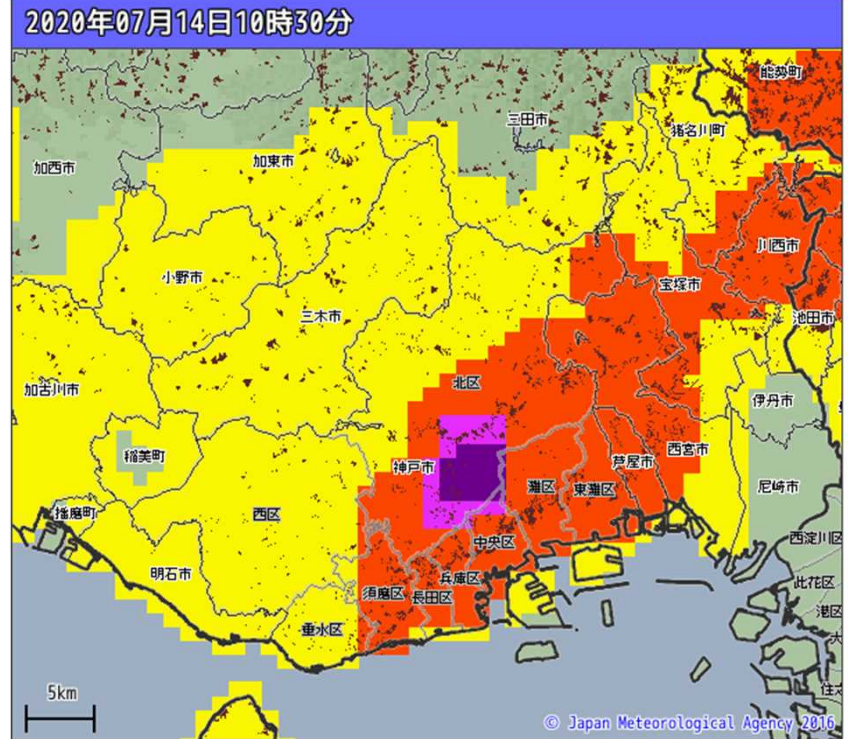 2020年07月14日10時30分
能勢町
三田市
猪名川町
加西市
加東市
川西市
小野市
宝塚市
三木市
池田市
北区
加古川市
伊丹市
西宮市
稲美町
芦屋市
神戸市
灘区
東灘区
尼崎市
播磨町
西区
西淀川区
中央区
明石市
兵庫区
此花区
須磨区
長田区
港区
垂水区
大
住
5km
© Japan Meteorological Agency 2016